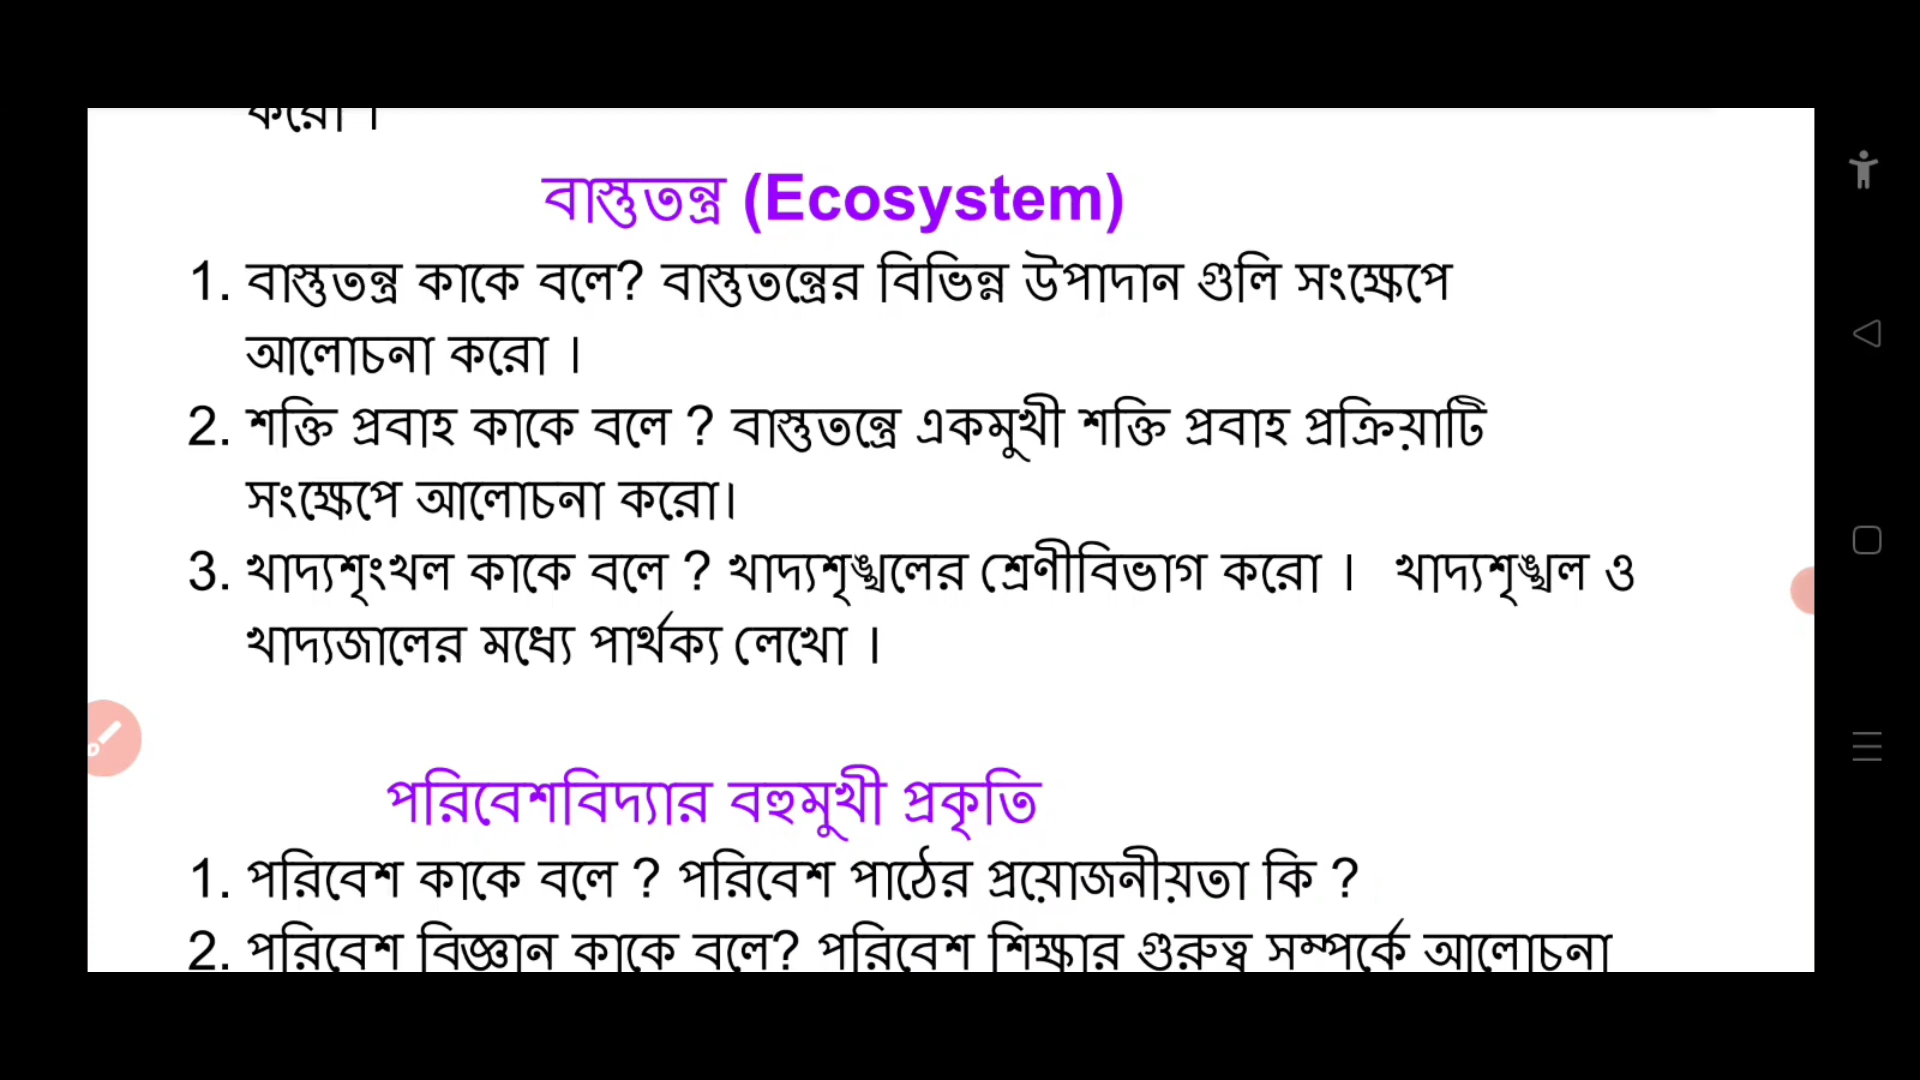 করো ।
বাস্তুতন্ত্র (Ecosystem)
1. বাস্তুতন্ত্র কাকে বলে? বাস্তুতন্ত্রের বিভিন্ন উপাদান গুলি সংক্ষেপে
আলোচনা করো ।
2. শক্তি প্রবাহ কাকে বলে ? বাস্তুতন্ত্রে একমুখী শক্তি প্রবাহ প্রক্রিয়াটি
সংক্ষেপে আলোচনা করো।
3. খাদ্যশৃংখল কাকে বলে ? খাদ্যশৃঙ্খলের শ্রেণীবিভাগ করো । খাদ্যশৃঙ্খল ও
খাদ্যজালের মধ্যে পার্থক্য লেখো ।
পরিবেশবিদ্যার বহুমুখী প্রকৃতি
1. পরিবেশ কাকে বলে ? পরিবেশ পাঠের প্রয়োজনীয়তা কি ?
2. পরিবেশ বিজ্ঞান কাকে বলে? পরিবেশ শিক্ষার গুরুত্ব সম্পর্কে আলোচনা